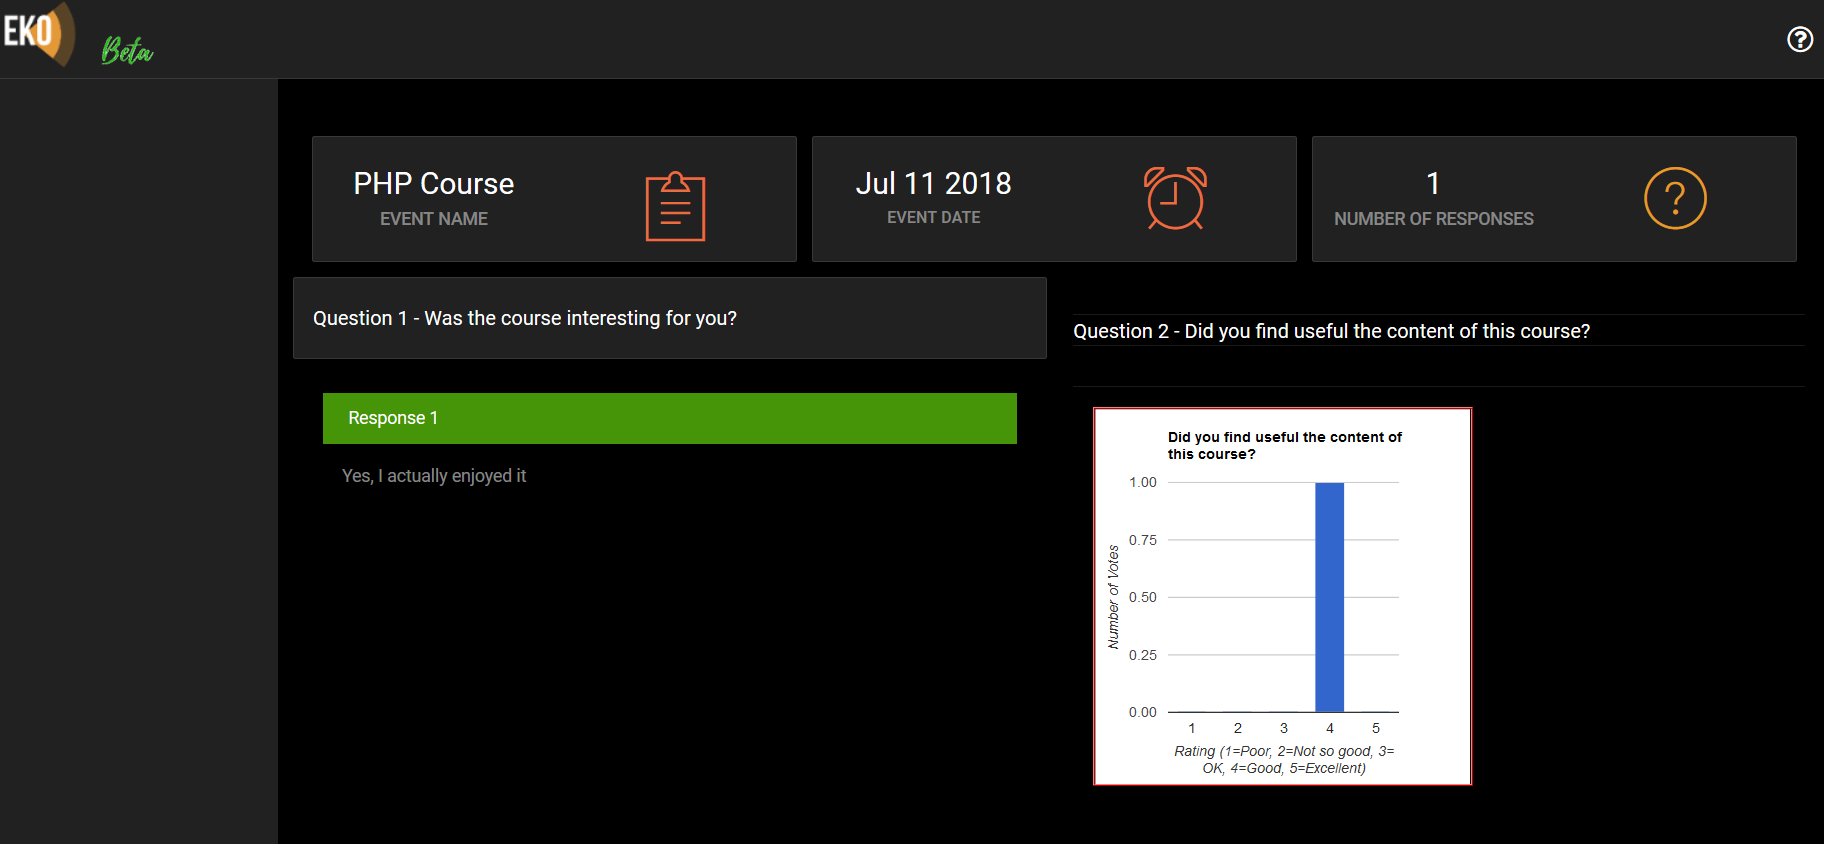 EKO
Beta
PHP Course
EVENT NAME
Jul 11 2018
EVENT DATE
1
NUMBER OF RESPONSES
?
Question 1 - Was the course interesting for you?
Response 1
Yes, I actually enjoyed it
Question 2 - Did you find useful the content of this course?
Did you find useful the content of
this course?
Number of Votes
1.00
0.75
0.50
0.25
0.00
1 2 3 4 5
Rating (1=Poor, 2=Not so good, 3=
OK, 4=Good, 5=Excellent)